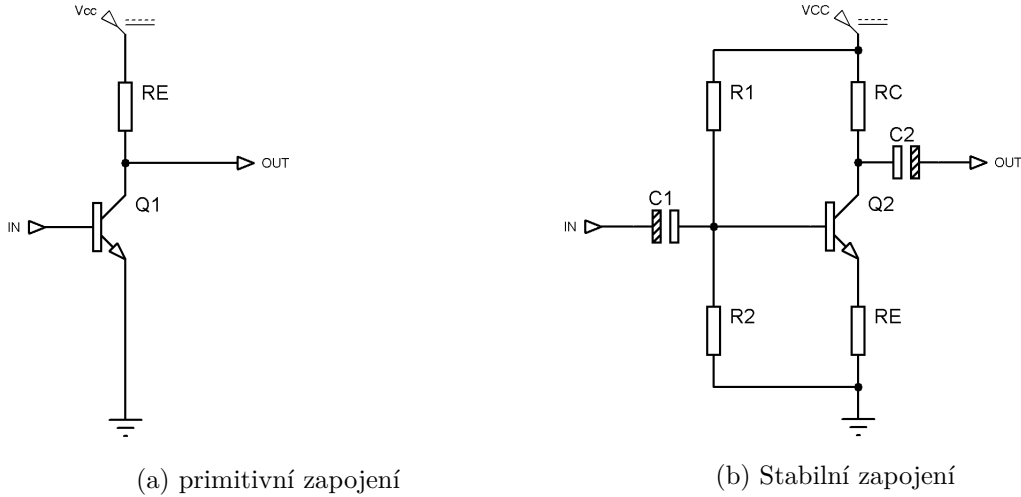 Vcc
RE
OUT
Q1
IN
(a) primitivní zapojení
VCC
R1
RC
C2
OUT
C1
Q2
IN
R2
RE
(b) Stabilní zapojení